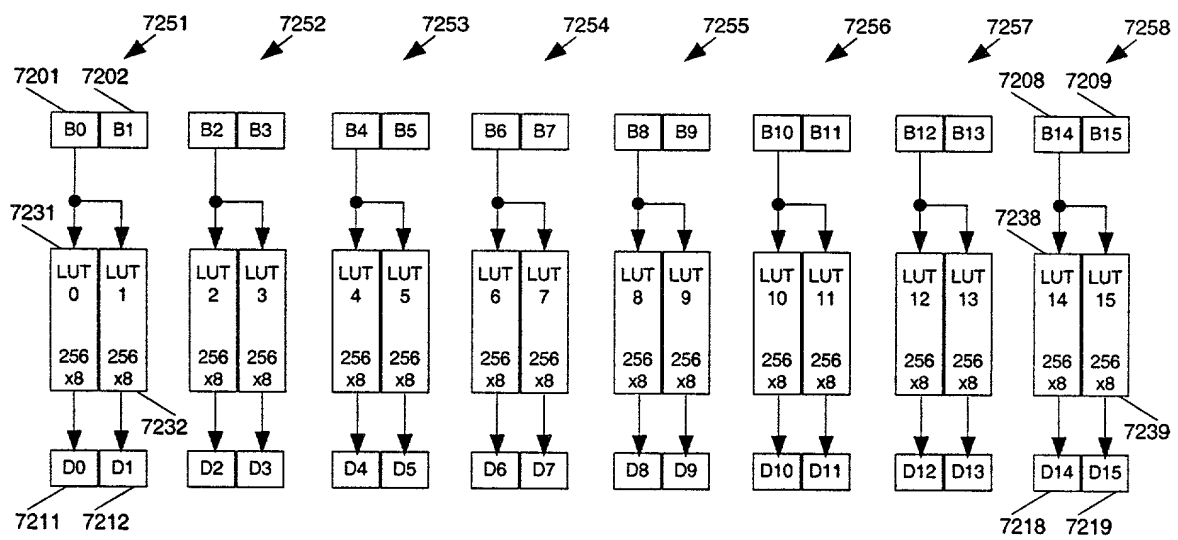 7251 7252 7253 7254 7255 7256 7257 7258
7201 7202 7208 7209
B0 B1 B2 B3 B4 B5 B6 B7 B8 B9 B10 B11 B12 B13 B14 B15
7231 7238
LUT LUT LUT LUT LUT LUT LUT LUT LUT LUT LUT LUT LUT LUT LUT LUT
0 1 2 3 4 5 6 7 8 9 10 11 12 13 14 15
256 256 256 256 256 256 256 256 256 256 256 256 256 256 256 256
x8 x8 x8 x8 x8 x8 x8 x8 x8 x8 x8 x8 x8 x8 x8 x8
7232 7239
D0 D1 D2 D3 D4 D5 D6 D7 D8 D9 D10 D11 D12 D13 D14 D15
7211 7212 7218 7219